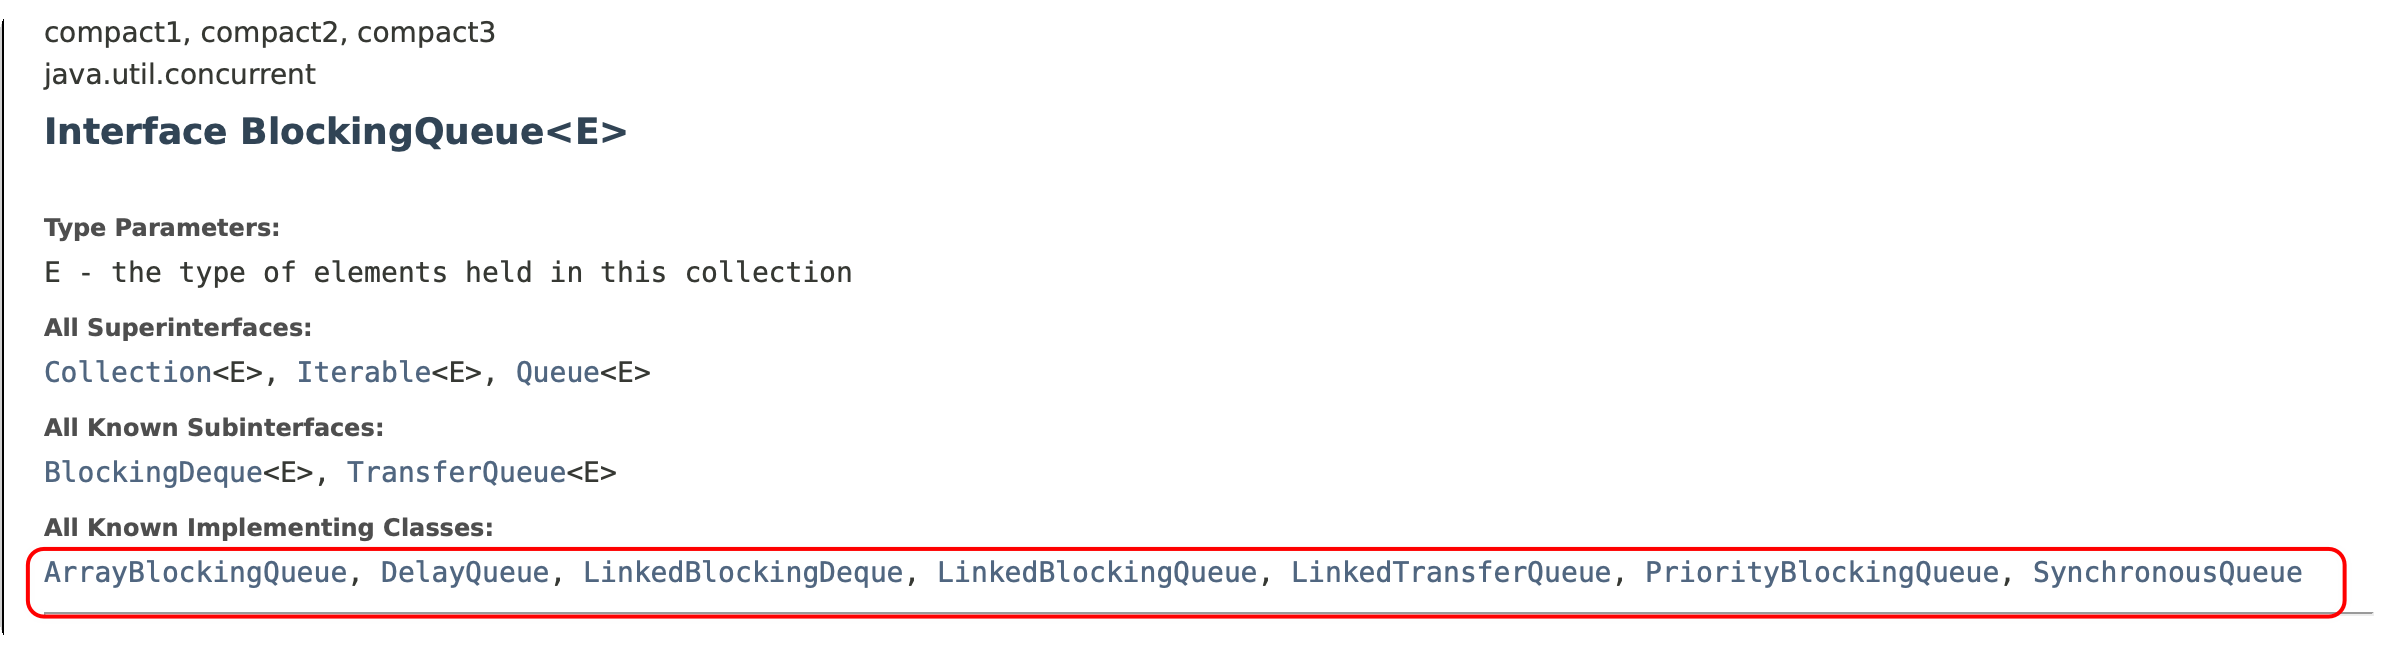 compact1, compact2, compact3
java.util.concurrent
Interface BlockingQueue<E>
Type Parameters:
E - the type of elements held in this collection
All Superinterfaces:
Collection<E>, Iterable<E>, Queue<E>
All Known Subinterfaces:
BlockingDeque<E>, TransferQueue<E>
All Known Implementing Classes:
ArrayBlockingQueue, DelayQueue, LinkedBlockingDeque, LinkedBlockingQueue, LinkedTransferQueue, PriorityBlockingQueue, SynchronousQueue